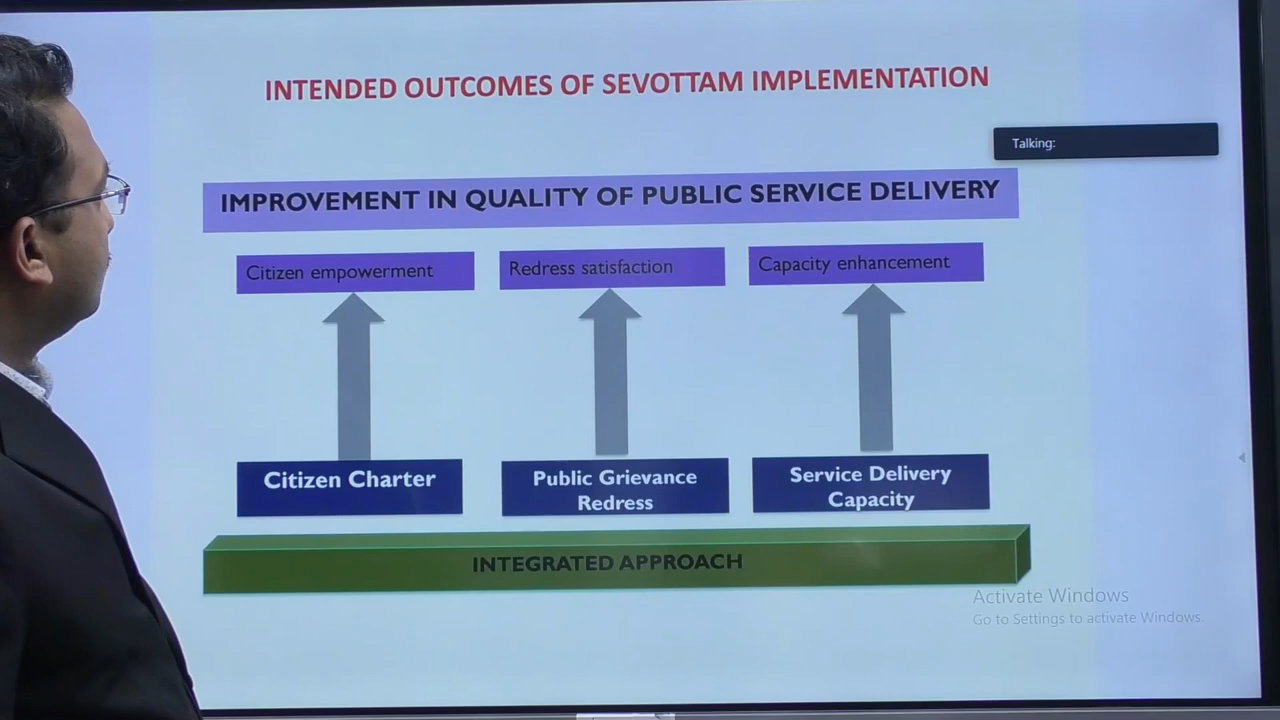 INTENDED OUTCOMES OF SEVOTTAM IMPLEMENTATION
Talking:
IMPROVEMENT IN QUALITY OF PUBLIC SERVICE DELIVERY
Citizen empowerment
Redress satisfaction
Capacity enhancement
Citizen Charter
Public Grievance
Redress
Service Delivery
Capacity
INTEGRATED APPROACH
Activate Windows
Go to Settings to activate Windows.